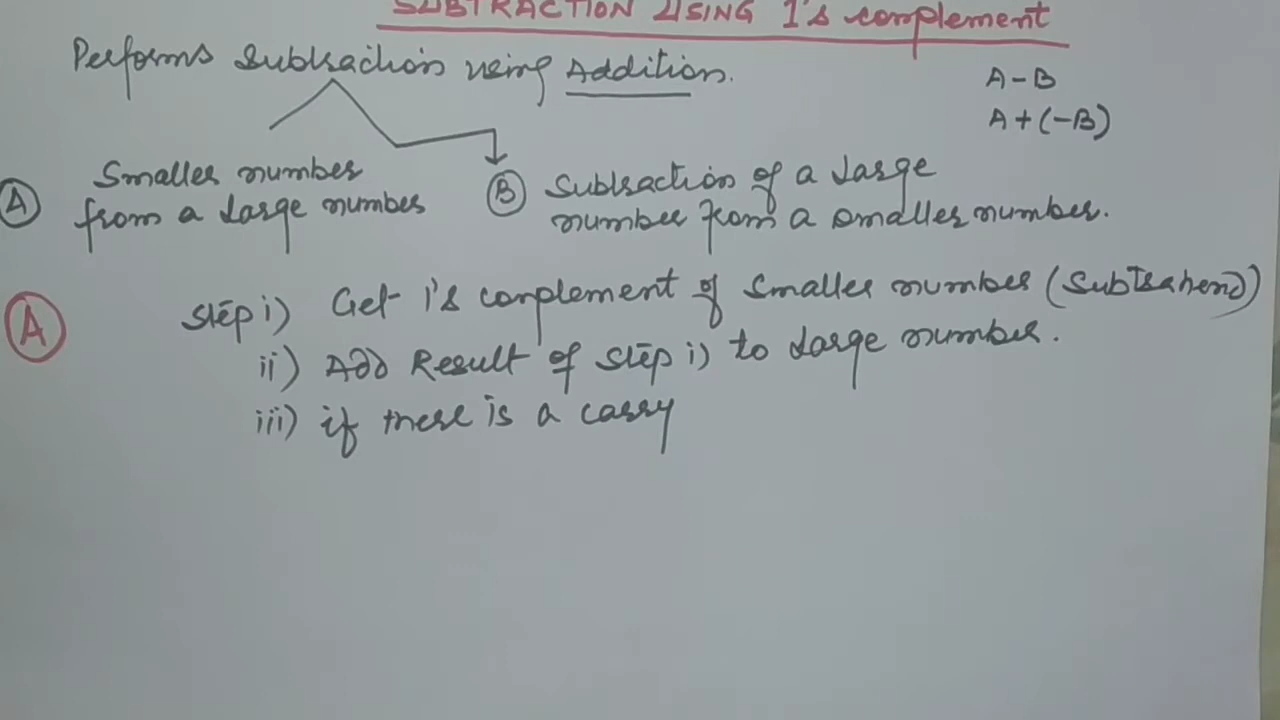 SUBTRACTION USING 1's complement
Performs Subtraction using Addition.
A - B
A + (-B)
A Smaller number
from a large number
B Subtraction of a large
number from a smaller number.
A Step i) Get 1's complement of smaller number (Subtrahend)
ii) Add Result of step i) to large number.
iii) if there is a carry